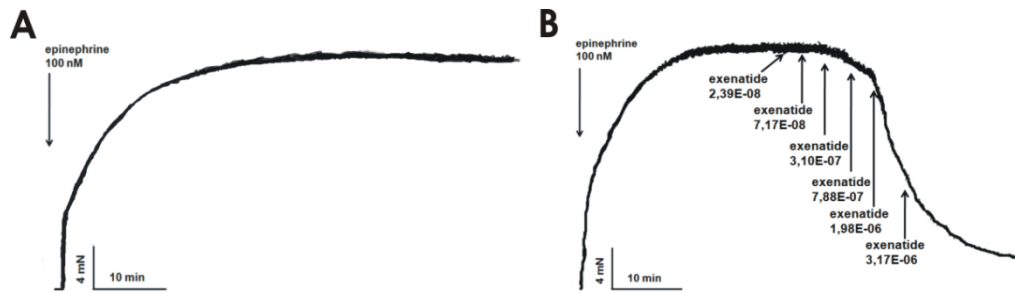 A
epinephrine
100 nM
4 mN
10 min
B
epinephrine
100 nM
exenatide
2,39E-08
exenatide
7,17E-08
exenatide
3,10E-07
exenatide
7,88E-07
exenatide
1,98E-06
exenatide
3,17E-06
4 mN
10 min